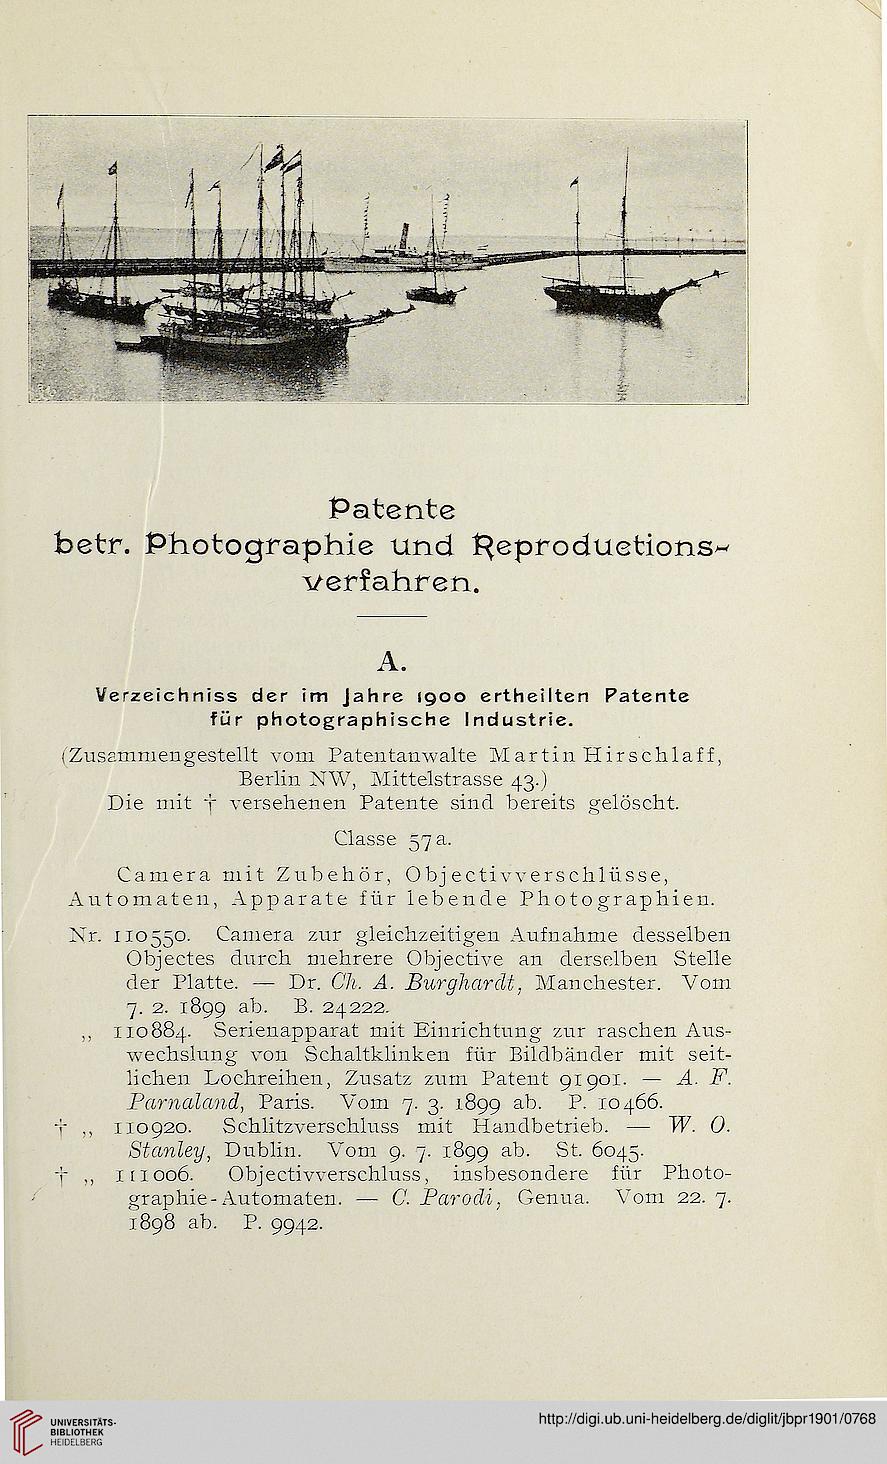 Patente
betr. Photographie und Reproductions-
verfahren.
A.
Verzeichniss der im Jahre 1900 ertheilten Patente
für photographische Industrie.
(Zusammengestellt vom Patentanwalte Martin Hirschlaff,
Berlin NW, Mittelstrasse 43.)
Die mit † versehenen Patente sind bereits gelöscht.
Classe 57a.
Camera mit Zubehör, Objectivverschlüsse,
Automaten, Apparate für lebende Photographien.
Nr. 110550. Camera zur gleichzeitigen Aufnahme desselben
Objectes durch mehrere Objective an derselben Stelle
der Platte. — Dr. Ch. A. Burghardt, Manchester. Vom
7. 2. 1899 ab. B. 24222.
„ 110884. Serienapparat mit Einrichtung zur raschen Aus-
wechslung von Schaltklinken für Bildbänder mit seit-
lichen Lochreihen, Zusatz zum Patent 91901. — A. F.
Parnaland, Paris. Vom 7. 3. 1899 ab. P. 10466.
† „ 110920. Schlitzverschluss mit Handbetrieb. — W. O.
Stanley, Dublin. Vom 9. 7. 1899 ab. St. 6045.
† „ 111006. Objectivverschluss, insbesondere für Photo-
graphie-Automaten. — C. Parodi, Genua. Vom 22. 7.
1898 ab. P. 9942.
UNIVERSITÄTS-
BIBLIOTHEK
HEIDELBERG
http://digi.ub.uni-heidelberg.de/diglit/jbpr1901/0768